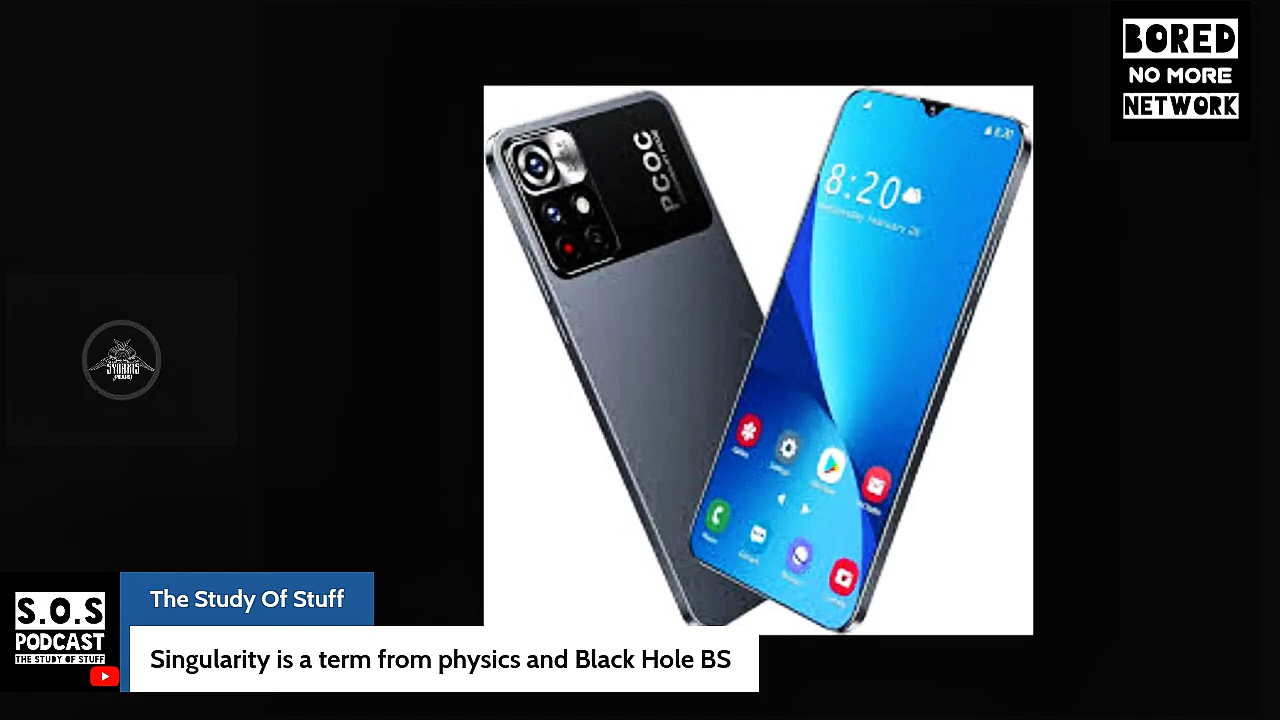 BORED
NO MORE
NETWORK
PCOC
8:20
S.O.S
PODCAST
THE STUDY OF STUFF
The Study Of Stuff
Singularity is a term from physics and Black Hole BS